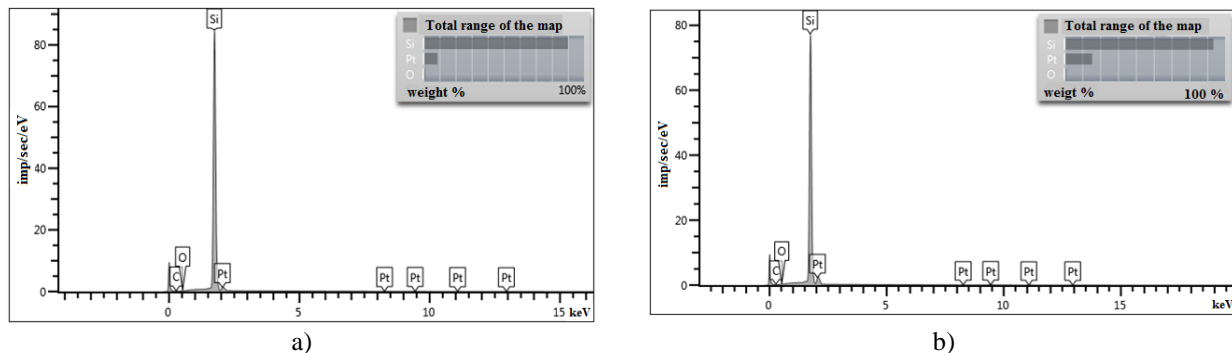 Si
Total range of the map
Si
Pt
O
weight %
100%
80
60
40
20
0
imp/sec/eV
O
C
Pt
Pt
Pt
Pt
Pt
0
5
10
15
keV
a)
Si
Total range of the map
Si
Pt
O
weigt %
100 %
80
60
40
20
0
imp/sec/eV
O
C
Pt
Pt
Pt
Pt
Pt
0
5
10
15
keV
b)